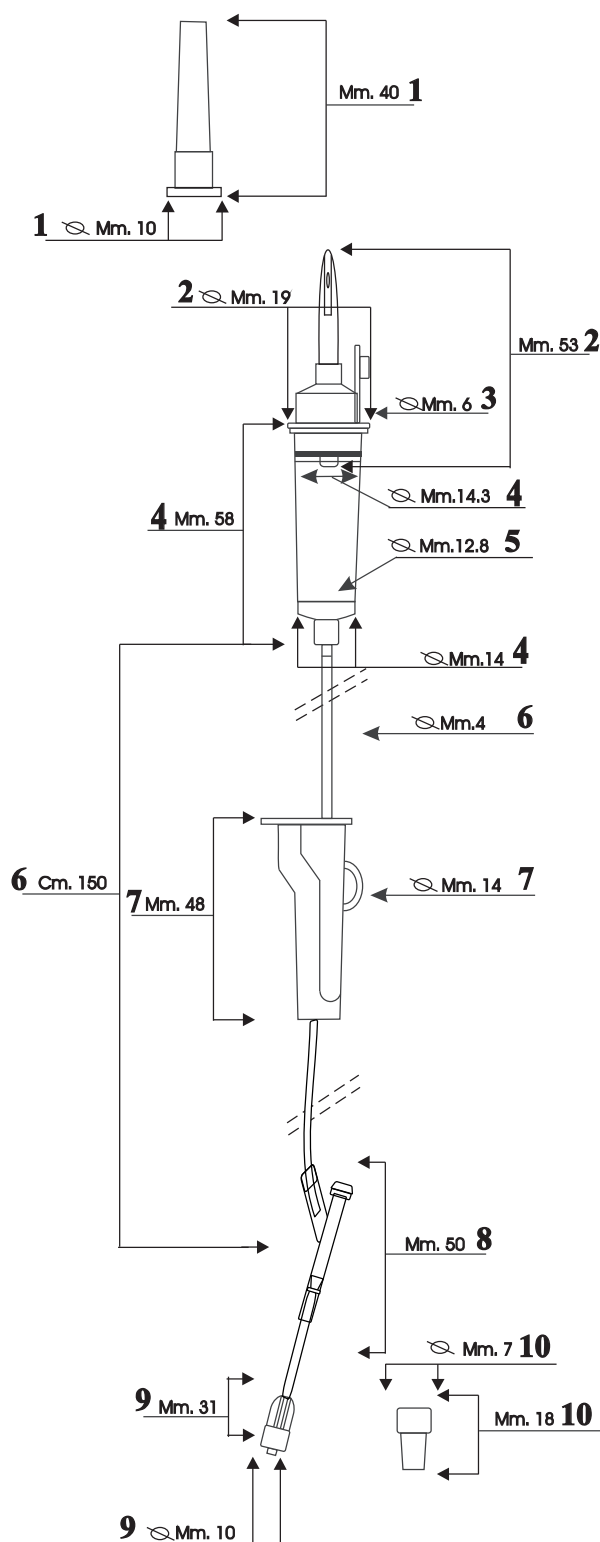 Mm. 40 1
1 ⌀ Mm. 10
2 ⌀ Mm. 19
Mm. 53 2
⌀ Mm. 6 3
⌀ Mm.14.3 4
4 Mm. 58
⌀ Mm.12.8 5
⌀ Mm.14 4
⌀ Mm.4 6
6 Cm. 150
⌀ Mm. 14 7
7 Mm. 48
Mm. 50 8
⌀ Mm. 7 10
9 Mm. 31
Mm. 18 10
9 ⌀ Mm. 10